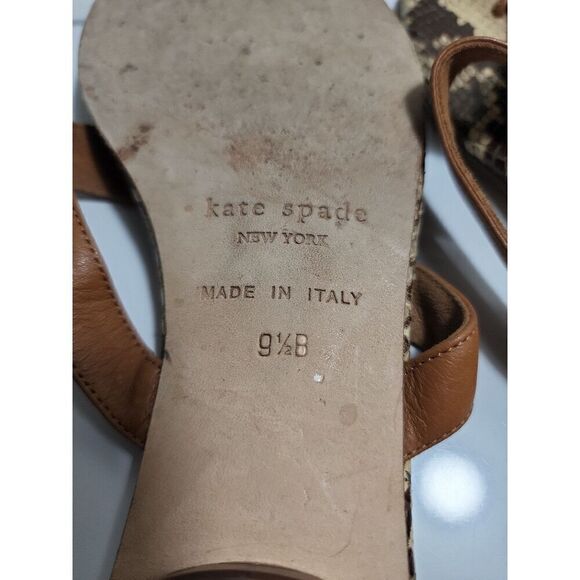 kate spade
NEW YORK
MADE IN ITALY
9½B